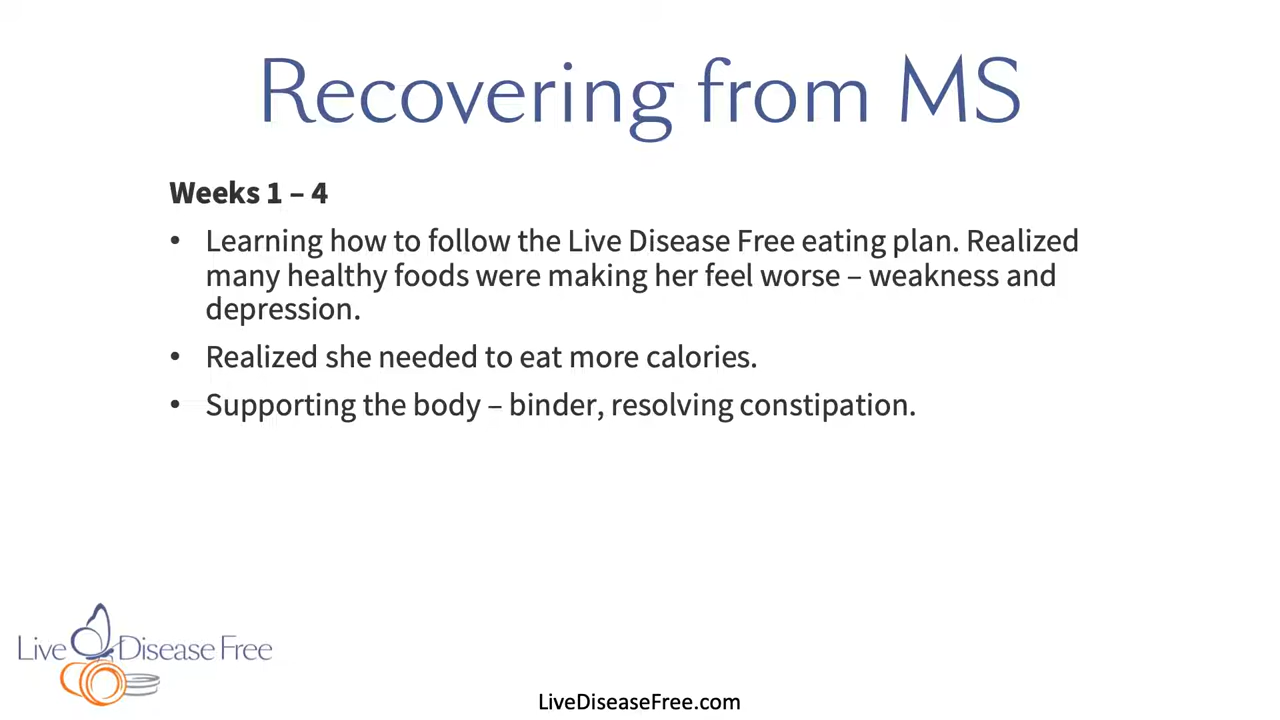 Recovering from MS
Weeks 1 – 4
• Learning how to follow the Live Disease Free eating plan. Realized
many healthy foods were making her feel worse – weakness and
depression.
• Realized she needed to eat more calories.
• Supporting the body – binder, resolving constipation.
Live Disease Free
LiveDiseaseFree.com